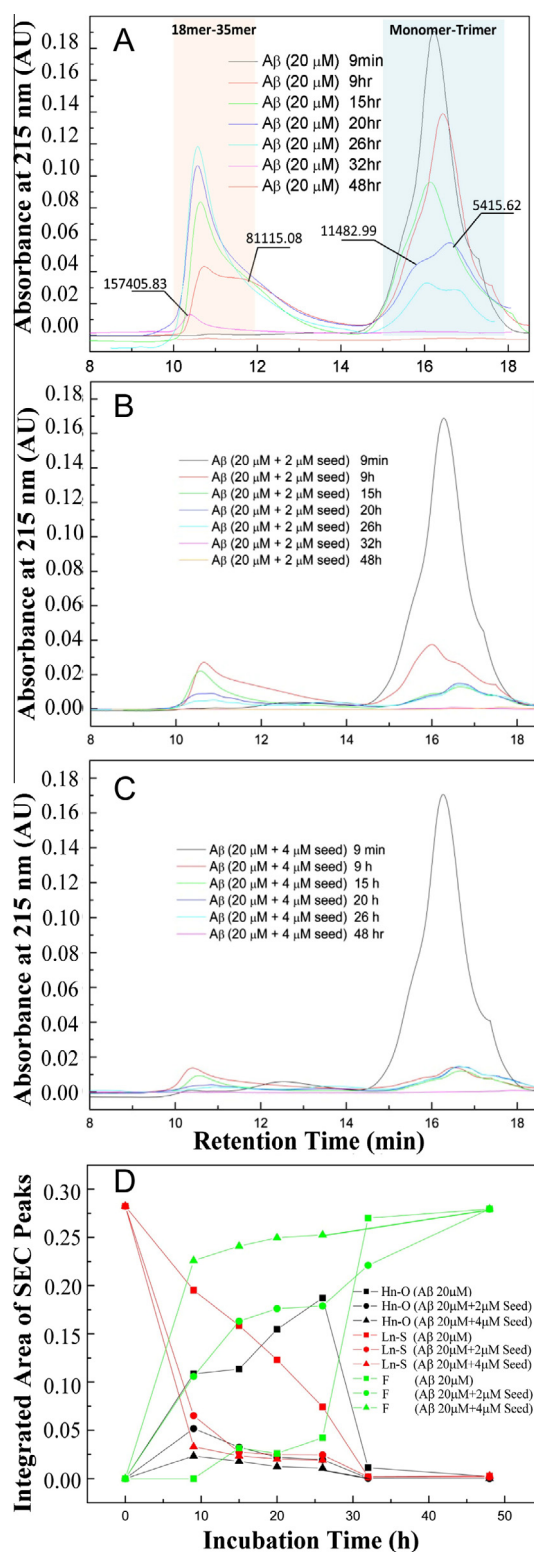 A
18mer-35mer
Monomer-Trimer
Aβ (20 μM) 9min
Aβ (20 μM) 9hr
Aβ (20 μM) 15hr
Aβ (20 μM) 20hr
Aβ (20 μM) 26hr
Aβ (20 μM) 32hr
Aβ (20 μM) 48hr
157405.83
81115.08
11482.99
5415.62
Absorbance at 215 nm (AU)
0.18
0.16
0.14
0.12
0.10
0.08
0.06
0.04
0.02
0.00
8 10 12 14 16 18
B
Aβ (20 μM + 2 μM seed) 9min
Aβ (20 μM + 2 μM seed) 9h
Aβ (20 μM + 2 μM seed) 15h
Aβ (20 μM + 2 μM seed) 20h
Aβ (20 μM + 2 μM seed) 26h
Aβ (20 μM + 2 μM seed) 32h
Aβ (20 μM + 2 μM seed) 48h
Absorbance at 215 nm (AU)
0.18
0.16
0.14
0.12
0.10
0.08
0.06
0.04
0.02
0.00
8 10 12 14 16 18
C
Aβ (20 μM + 4 μM seed) 9 min
Aβ (20 μM + 4 μM seed) 9 h
Aβ (20 μM + 4 μM seed) 15 h
Aβ (20 μM + 4 μM seed) 20 h
Aβ (20 μM + 4 μM seed) 26 h
Aβ (20 μM + 4 μM seed) 48 hr
Absorbance at 215 nm (AU)
0.18
0.16
0.14
0.12
0.10
0.08
0.06
0.04
0.02
0.00
8 10 12 14 16 18
Retention Time (min)
D
Hn-O (Aβ 20μM)
Hn-O (Aβ 20μM+2μM Seed)
Hn-O (Aβ 20μM+4μM Seed)
Ln-S (Aβ 20μM)
Ln-S (Aβ 20μM+2μM Seed)
Ln-S (Aβ 20μM+4μM Seed)
F (Aβ 20μM)
F (Aβ 20μM+2μM Seed)
F (Aβ 20μM+4μM Seed)
Integrated Area of SEC Peaks
0.30
0.25
0.20
0.15
0.10
0.05
0.00
0 10 20 30 40 50
Incubation Time (h)